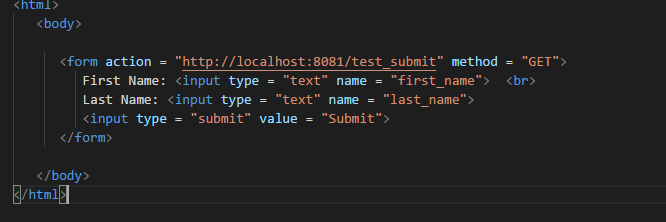 <html>
<body>
<form action = "http://localhost:8081/test_submit" method = "GET">
First Name: <input type = "text" name = "first_name">  <br>
Last Name: <input type = "text" name = "last_name">
<input type = "submit" value = "Submit">
</form>
</body>
</html>